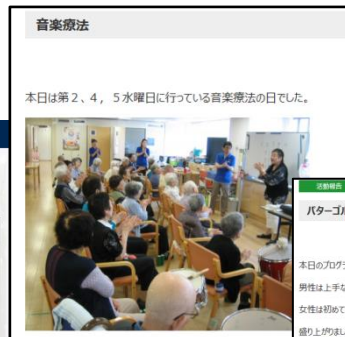 音楽療法
本日は第２、４，５水曜日に行っている音楽療法の日でした。
活動報告
パターゴル
本日のプログラ
男性は上手な
女性は初めて
盛り上がりまし